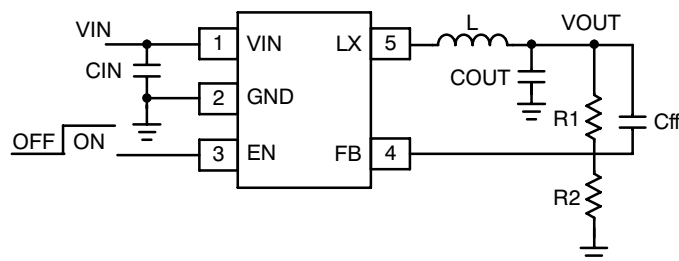 VIN
1
VIN
LX
5
L
VOUT
CIN
COUT
2
GND
R1
Cff
OFF
ON
3
EN
FB
4
R2